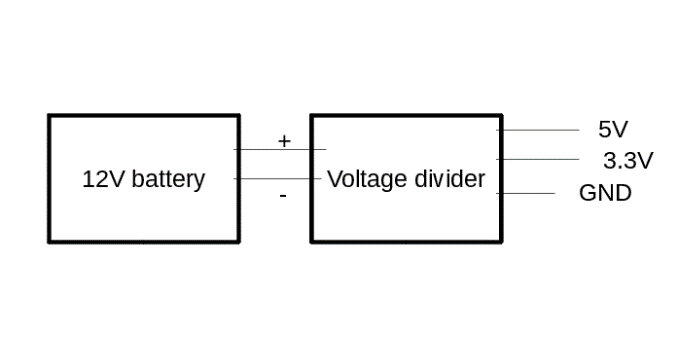 12V battery
+
-
Voltage divider
5V
3.3V
GND